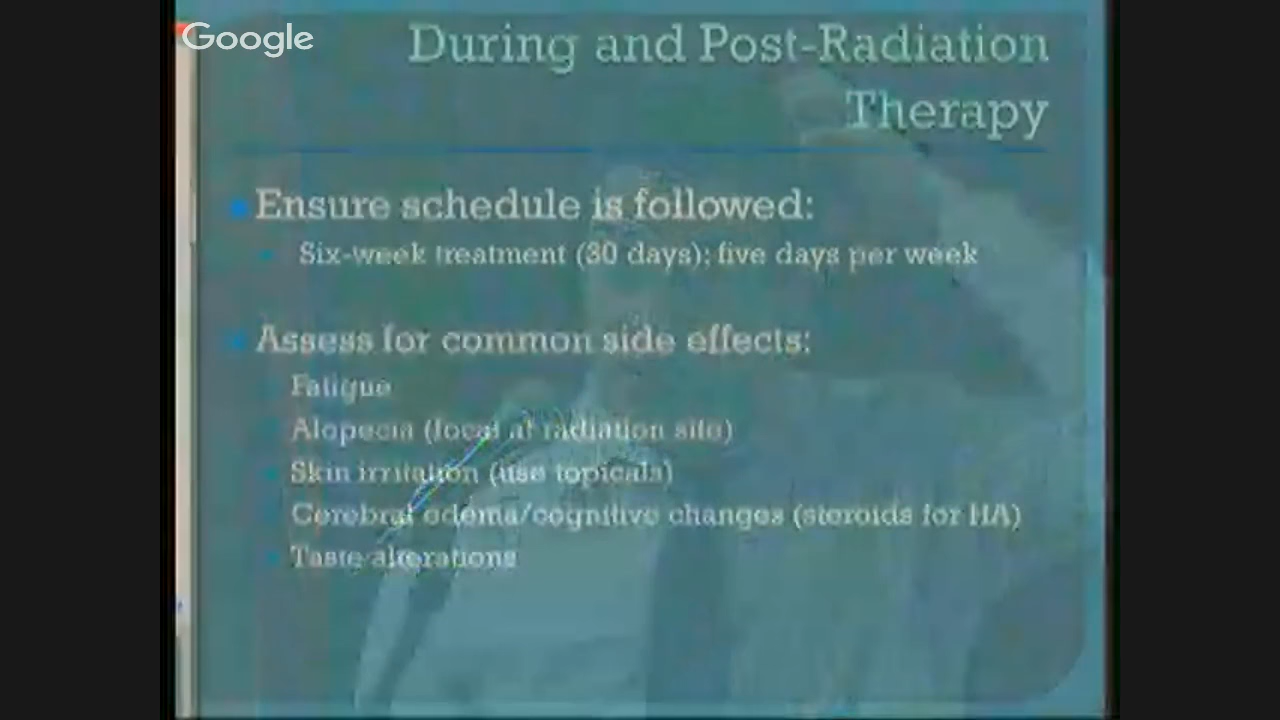 Google
During and Post-Radiation
Therapy
Ensure schedule is followed:
Six-week treatment (30 days); five days per week
Assess for common side effects:
Fatigue
Alopecia (focal at radiation site)
Skin irritation (use topicals)
Cerebral edema/cognitive changes (steroids for HA)
Taste alterations